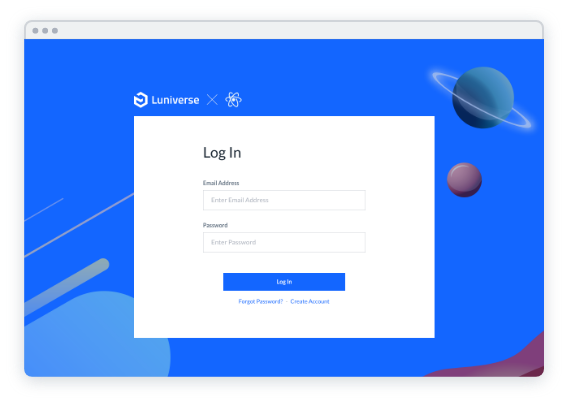 Luniverse
Log In
Email Address
Enter Email Address
Password
Enter Password
Log In
Forgot Password? · Create Account